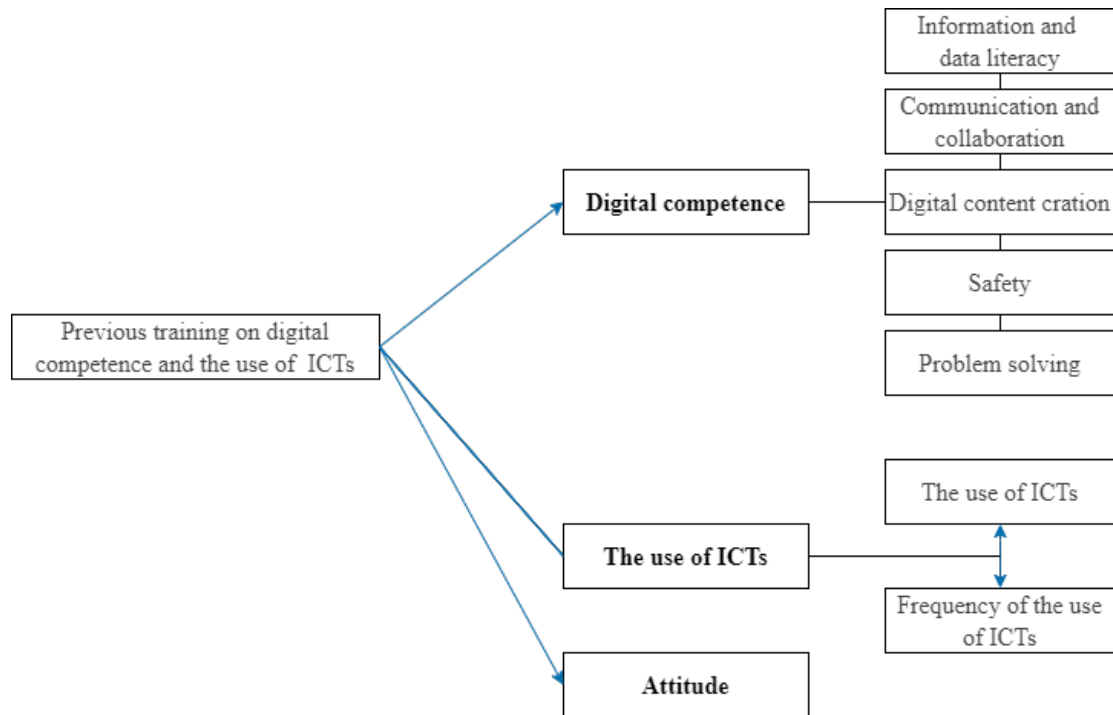 Information and
data literacy
Communication and
collaboration
Digital competence
Digital content cration
Safety
Previous training on digital
competence and the use of ICTs
Problem solving
The use of ICTs
The use of ICTs
Frequency of the use
of ICTs
Attitude